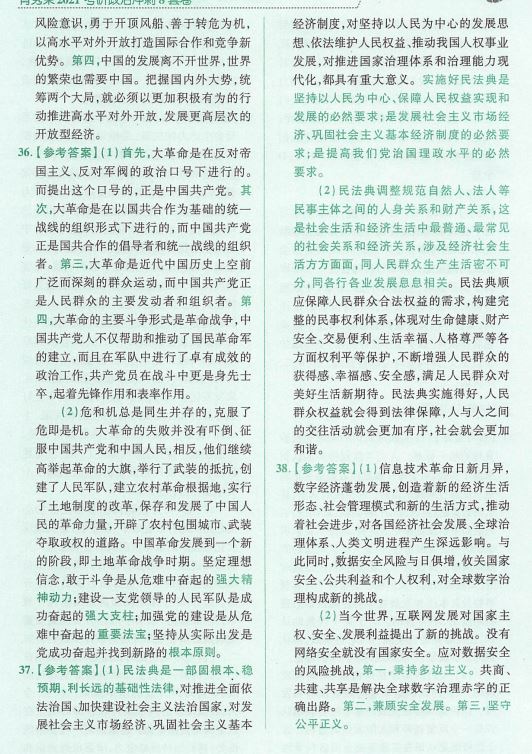 肖秀荣2021考研政治冲刺8套卷
风险意识,勇于开顶风船、善于转危为机,
以高水平对外开放打造国际合作和竞争新
优势。第四,中国的发展离不开世界,世界
的繁荣也需要中国。把握国内外大势,统
筹两个大局,就必须以更加积极有为的行
动推进高水平对外开放,发展更高层次的
开放型经济。
36.【参考答案】(1)首先,大革命是在反对帝
国主义、反对军阀的政治口号下进行的。
而提出这个口号的,正是中国共产党。其
次,大革命是在以国共合作为基础的统一
战线的组织形式下进行的,而中国共产党
正是国共合作的倡导者和统一战线的组织
者。第三,大革命是近代中国历史上空前
广泛而深刻的群众运动,而中国共产党正
是人民群众的主要发动者和组织者。第
四,大革命的主要斗争形式是革命战争,中
国共产党人不仅帮助和推动了国民革命军
的建立,而且在军队中进行了卓有成效的
政治工作,共产党员在战斗中更是身先士
卒,起着先锋作用和表率作用。
(2)危和机总是同生并存的,克服了
危即是机。大革命的失败并没有吓倒、征
服中国共产党和中国人民,相反,他们继续
高举起革命的大旗,举行了武装的抵抗,创
建了人民军队,建立农村革命根据地,实行
了土地制度的改革,保存和发展了中国人
民的革命力量,开辟了农村包围城市、武装
夺取政权的道路。中国革命发展到一个新
的阶段,即土地革命战争时期。坚定理想
信念,敢于斗争是从危难中奋起的强大精
神动力;建设一支党领导的人民军队是成
功奋起的强大支柱;加强党的建设是从危
难中奋起的重要法宝;坚持从实际出发是
党成功奋起并找到新路的根本原则。
37.【参考答案】(1)民法典是一部固根本、稳
预期、利长远的基础性法律,对推进全面依
法治国、加快建设社会主义法治国家,对发
展社会主义市场经济、巩固社会主义基本
经济制度,对坚持以人民为中心的发展思
想、依法维护人民权益、推动我国人权事业
发展,对推进国家治理体系和治理能力现
代化,都具有重大意义。实施好民法典是
坚持以人民为中心、保障人民权益实现和
发展的必然要求;是发展社会主义市场经
济、巩固社会主义基本经济制度的必然要
求;是提高我们党治国理政水平的必然
要求。
(2)民法典调整规范自然人、法人等
民事主体之间的人身关系和财产关系,这
是社会生活和经济生活中最普通、最常见
的社会关系和经济关系,涉及经济社会生
活方方面面,同人民群众生产生活密不可
分,同各行各业发展息息相关。民法典顺
应保障人民群众合法权益的需求,构建完
整的民事权利体系,体现对生命健康、财产
安全、交易便利、生活幸福、人格尊严等各
方面权利平等保护,不断增强人民群众的
获得感、幸福感、安全感,满足人民群众对
美好生活新期待。民法典实施得好,人民
群众权益就会得到法律保障,人与人之间
的交往活动就会更加有序,社会就会更加
和谐。
38.【参考答案】(1)信息技术革命日新月异,
数字经济蓬勃发展,创造着新的经济生活
形态、社会管理模式和新的生活方式,推动
着社会进步,对各国经济社会发展、全球治
理体系、人类文明进程产生深远影响。与
此同时,数据安全风险与日俱增,攸关国家
安全、公共利益和个人权利,对全球数字治
理构成新的挑战。
(2)当今世界,互联网发展对国家主
权、安全、发展利益提出了新的挑战。没有
网络安全就没有国家安全。应对数据安全
的风险挑战,第一,秉持多边主义。共商、
共建、共享是解决全球数字治理赤字的正
确出路。第二,兼顾安全发展。第三,坚守
公平正义。